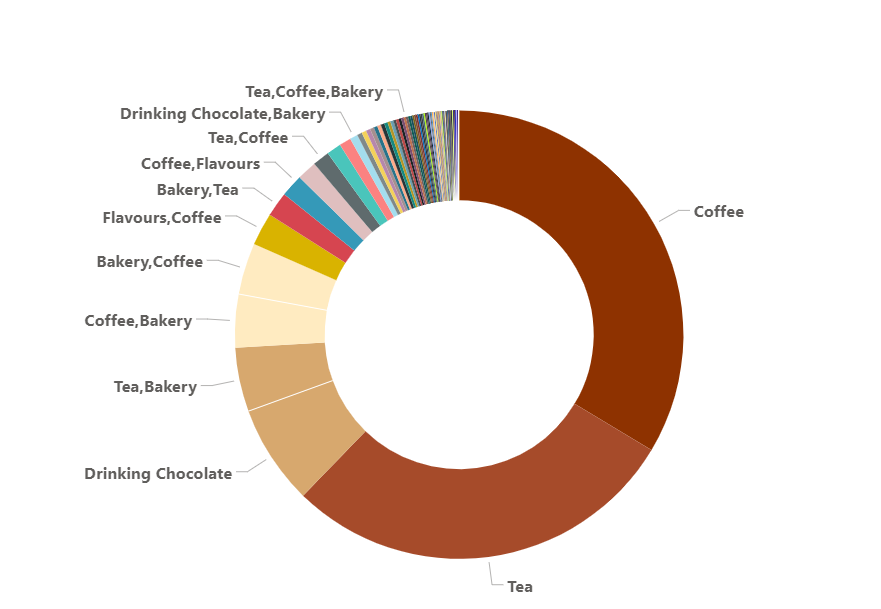 Tea,Coffee,Bakery
Drinking Chocolate,Bakery
Tea,Coffee
Coffee,Flavours
Bakery,Tea
Flavours,Coffee
Bakery,Coffee
Coffee,Bakery
Tea,Bakery
Drinking Chocolate
Coffee
Tea